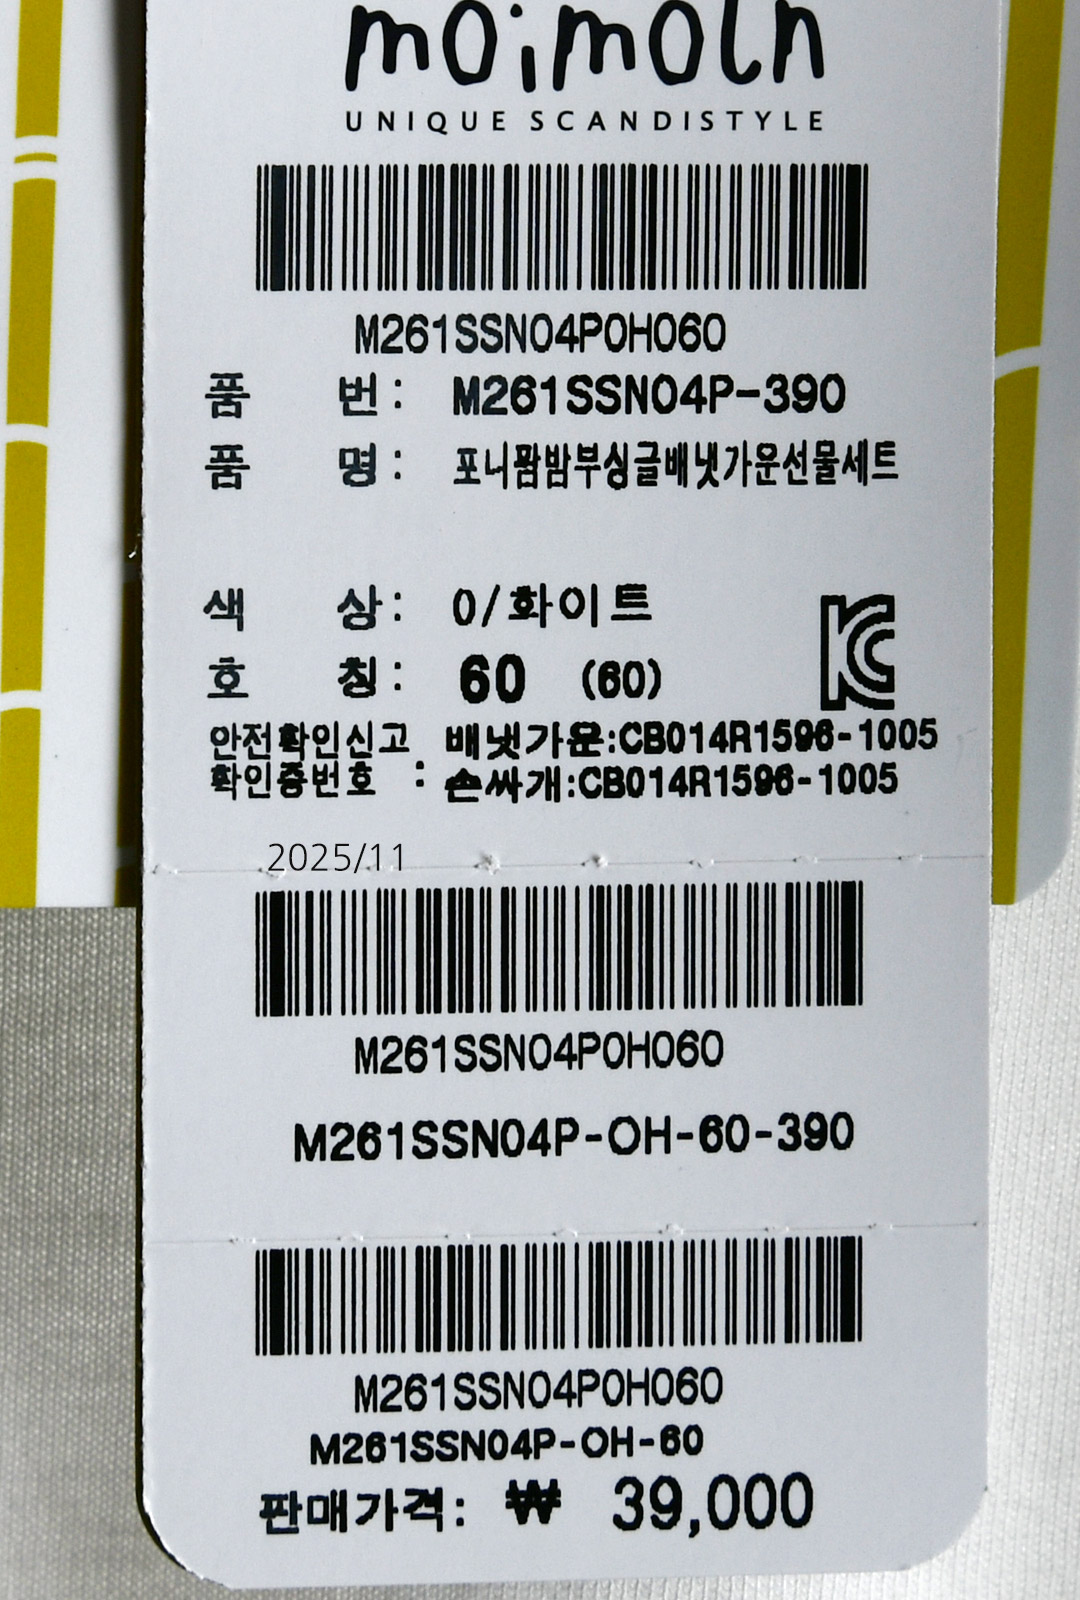 moimoln
UNIQUE SCANDISTYLE
M261SSN04POH060
품 번 : M261SSN04P-390
품 명 : 포니팜밤부싱글배냇가운선물세트
색 상 : 0/화이트
호 칭 : 60 (60)
안전확인신고 배냇가운:CB014R1596-1005
확인증번호 : 손싸개:CB014R1596-1005
2025/11
M261SSN04POH060
M261SSN04P-OH-60-390
M261SSN04POH060
M261SSN04P-OH-60
판매가격: ₩ 39,000